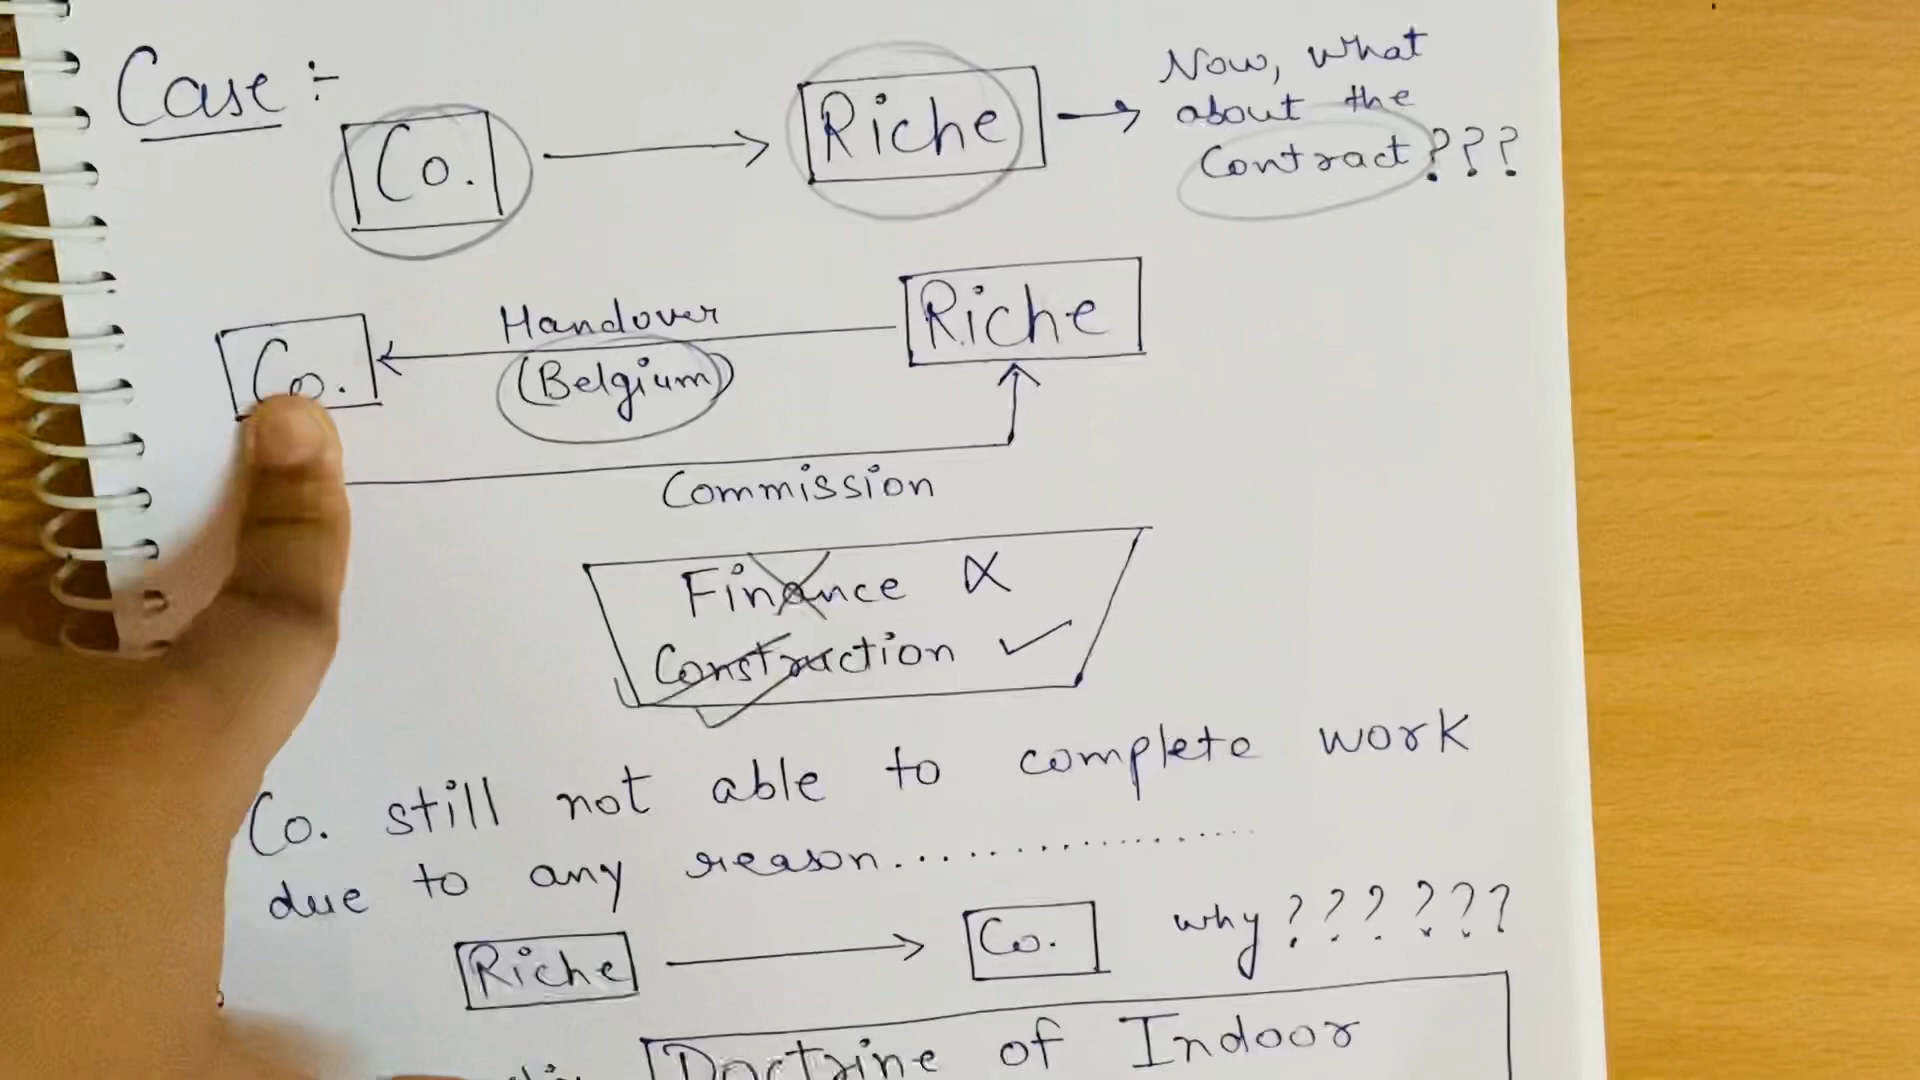 Case :-
Co. → Riche → Now, what
about the
Contract???
Co. ← Handover Riche
(Belgium)
Commission
Finance ✗
Construction ✓
Co. still not able to complete work
due to any reason..............
Riche → Co. why??????
Doctrine of Indoor